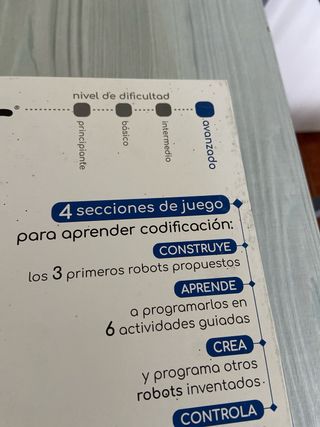 nivel de dificultad
principiante
básico
intermedio
avanzado
4 secciones de juego
para aprender codificación:
CONSTRUYE
los 3 primeros robots propuestos
APRENDE
a programarlos en
6 actividades guiadas
CREA
y programa otros
robots inventados.
CONTROLA